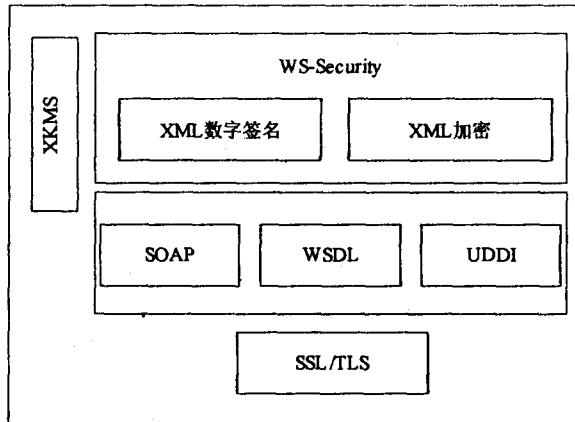 XKMS
WS-Security
XML数字签名
XML加密
SOAP
WSDL
UDDI
SSL/TLS